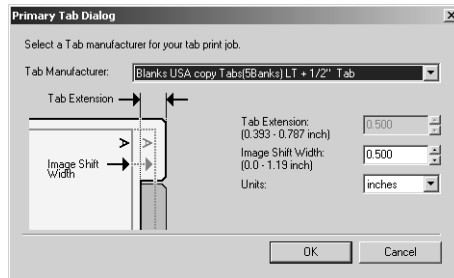 Primary Tab Dialog
Select a Tab manufacturer for your tab print job.
Tab Manufacturer: Blanks USA copy Tabs(5Banks) LT + 1/2" Tab
Tab Extension
A A
Image Shift
Width
Tab Extension: 0.500
(0.393 - 0.787 inch)
Image Shift Width: 0.500
(0.0 - 1.19 inch)
Units: inches
OK Cancel